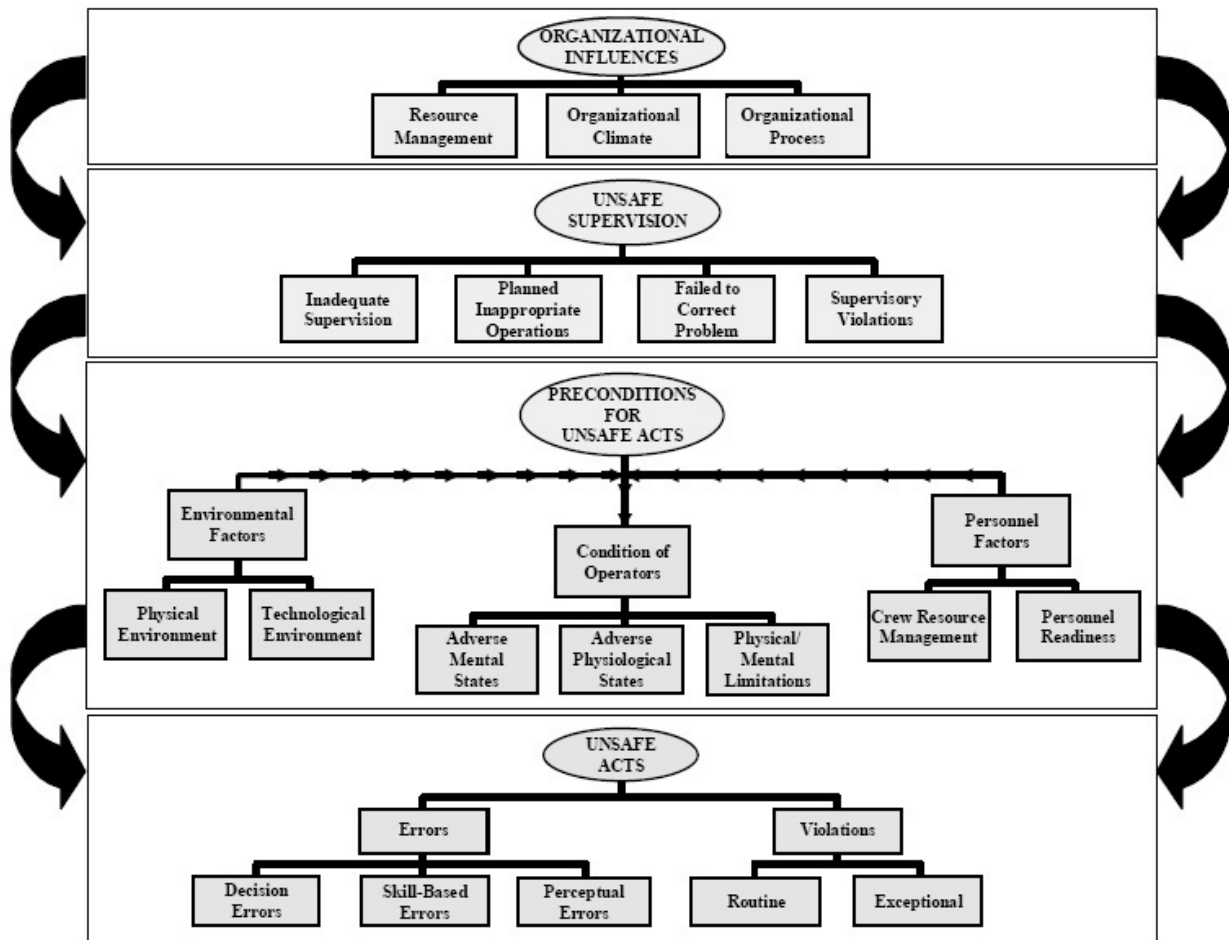 ORGANIZATIONAL
INFLUENCES
Resource
Management
Organizational
Climate
Organizational
Process
UNSAFE
SUPERVISION
Inadequate
Supervision
Planned
Inappropriate
Operations
Failed to
Correct
Problem
Supervisory
Violations
PRECONDITIONS
FOR
UNSAFE ACTS
Environmental
Factors
Condition of
Operators
Personnel
Factors
Physical
Environment
Technological
Environment
Adverse
Mental
States
Adverse
Physiological
States
Physical/
Mental
Limitations
Crew Resource
Management
Personnel
Readiness
UNSAFE
ACTS
Errors
Violations
Decision
Errors
Skill-Based
Errors
Perceptual
Errors
Routine
Exceptional